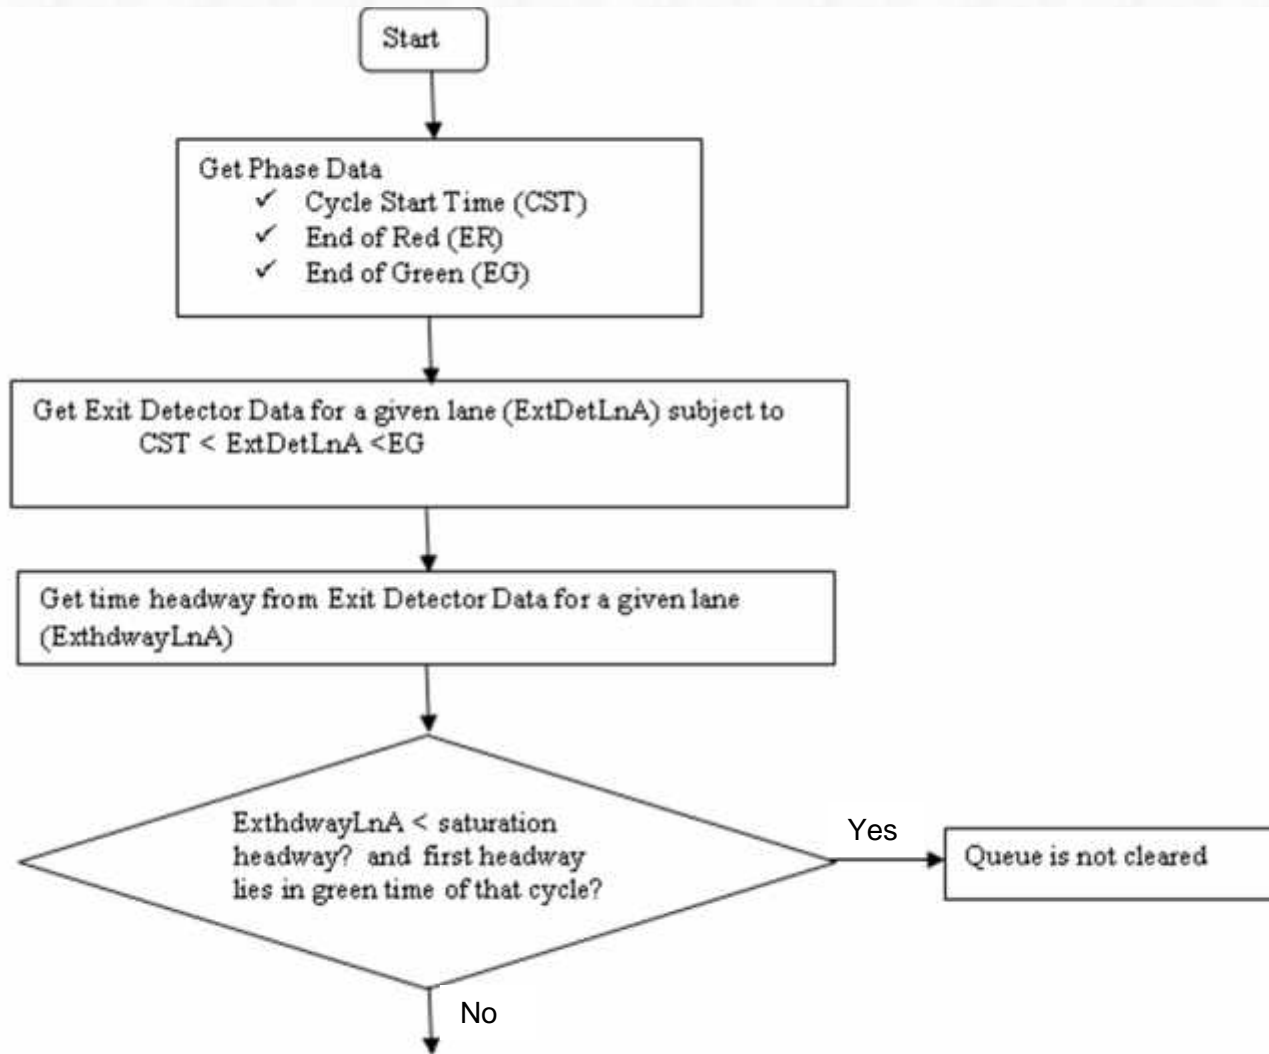 Start
Get Phase Data
✓ Cycle Start Time (CST)
✓ End of Red (ER)
✓ End of Green (EG)
Get Exit Detector Data for a given lane (ExtDetLnA) subject to
CST < ExtDetLnA <EG
Get time headway from Exit Detector Data for a given lane
(ExthdwayLnA)
ExthdwayLnA < saturation
headway? and first headway
lies in green time of that cycle?
Yes
Queue is not cleared
No